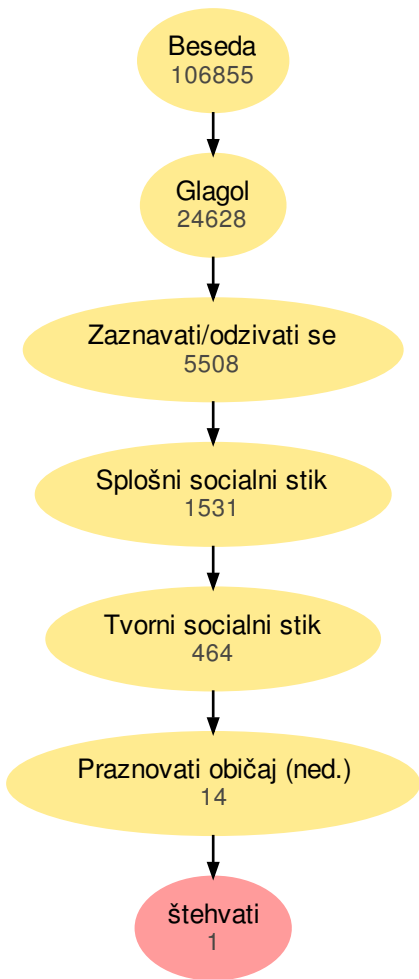 Beseda
106855
Glagol
24628
Zaznavati/odzivati se
5508
Splošni socialni stik
1531
Tvorni socialni stik
464
Praznovati običaj (ned.)
14
štehvati
1